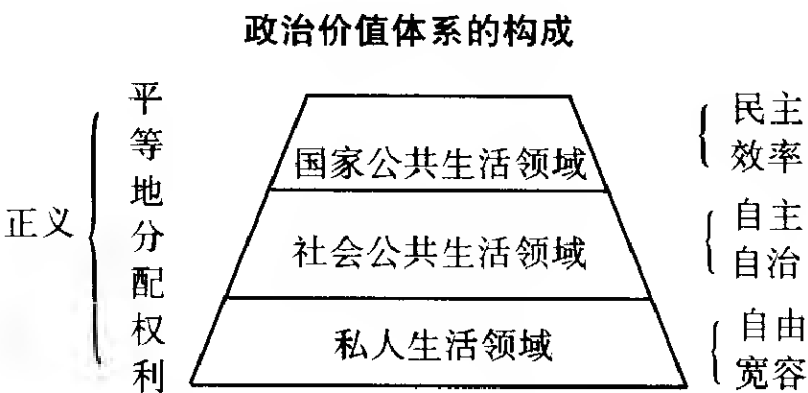 政治价值体系的构成
正义
平等地分配权利
国家公共生活领域
民主
效率
社会公共生活领域
自主
自治
私人生活领域
自由
宽容